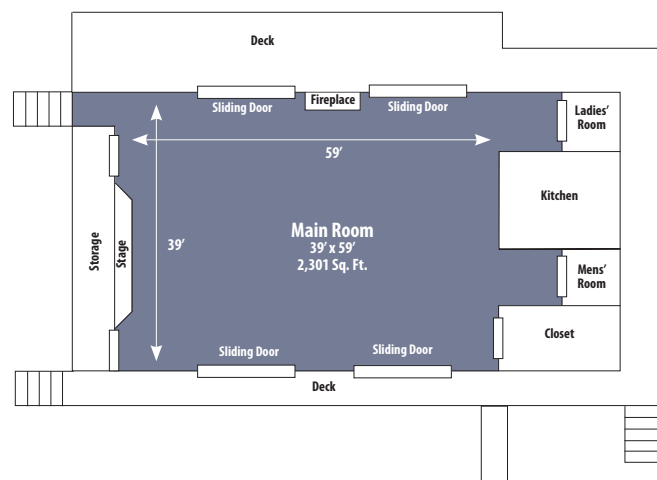 Deck
Fireplace
Sliding Door
Sliding Door
Ladies’
Room
59’
Kitchen
Storage
Stage
39’
Main Room
39’ x 59’
2,301 Sq. Ft.
Mens’
Room
Closet
Sliding Door
Sliding Door
Deck